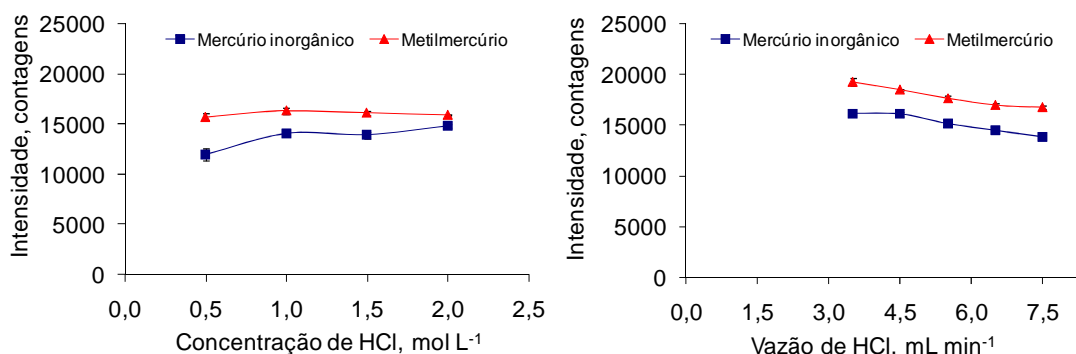 Intensidade, contagens
25000
20000
15000
10000
5000
0
Mercúrio inorgânico
Metilmercúrio
0,0 0,5 1,0 1,5 2,0 2,5
Concentração de HCl, mol L-1
Intensidade, contagens
25000
20000
15000
10000
5000
0
Mercúrio inorgânico
Metilmercúrio
0,0 1,5 3,0 4,5 6,0 7,5
Vazão de HCl, mL min-1